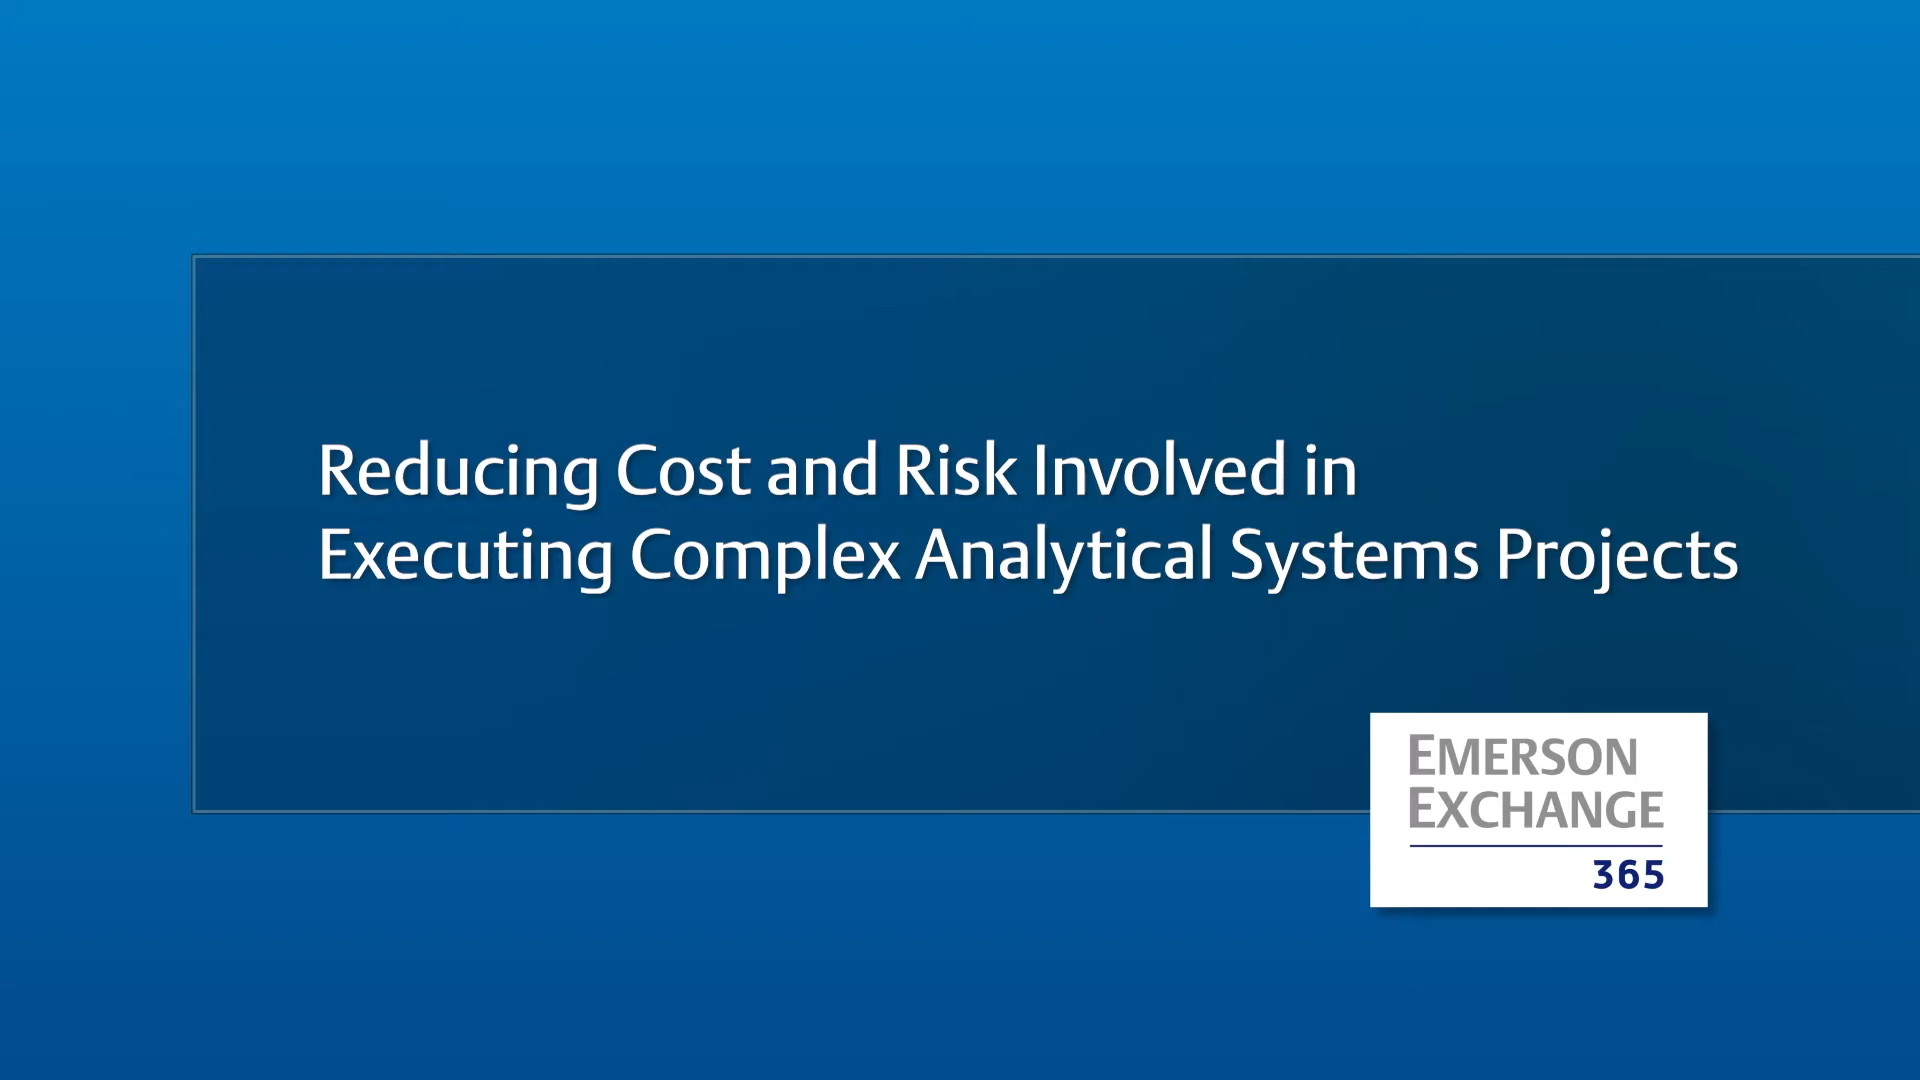 Reducing Cost and Risk Involved in
Executing Complex Analytical Systems Projects
EMERSON
EXCHANGE
365